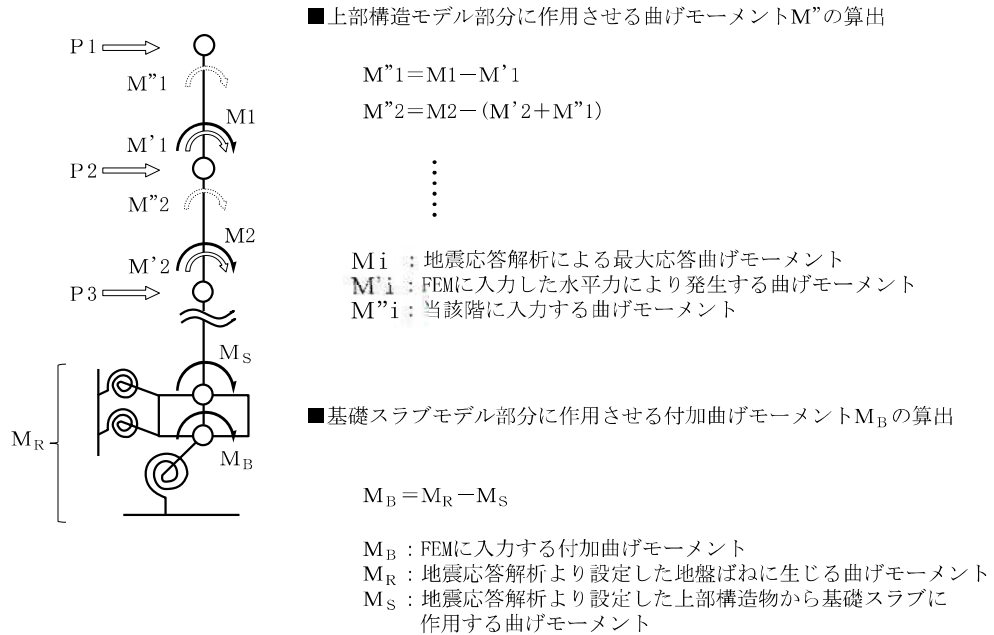 ■上部構造モデル部分に作用させる曲げモーメントM”の算出
P1
M”1
M1
M'1
P2
M”2
M2
M'2
P3
MS
MR
MB
M”1=M1-M'1
M”2=M2-(M'2+M”1)
Mi：地震応答解析による最大応答曲げモーメント
M'i：FEMに入力した水平力により発生する曲げモーメント
M”i：当該階に入力する曲げモーメント
■基礎スラブモデル部分に作用させる付加曲げモーメントMBの算出
MB=MR-MS
MB：FEMに入力する付加曲げモーメント
MR：地震応答解析より設定した地盤ばねに生じる曲げモーメント
MS：地震応答解析より設定した上部構造物から基礎スラブに
作用する曲げモーメント